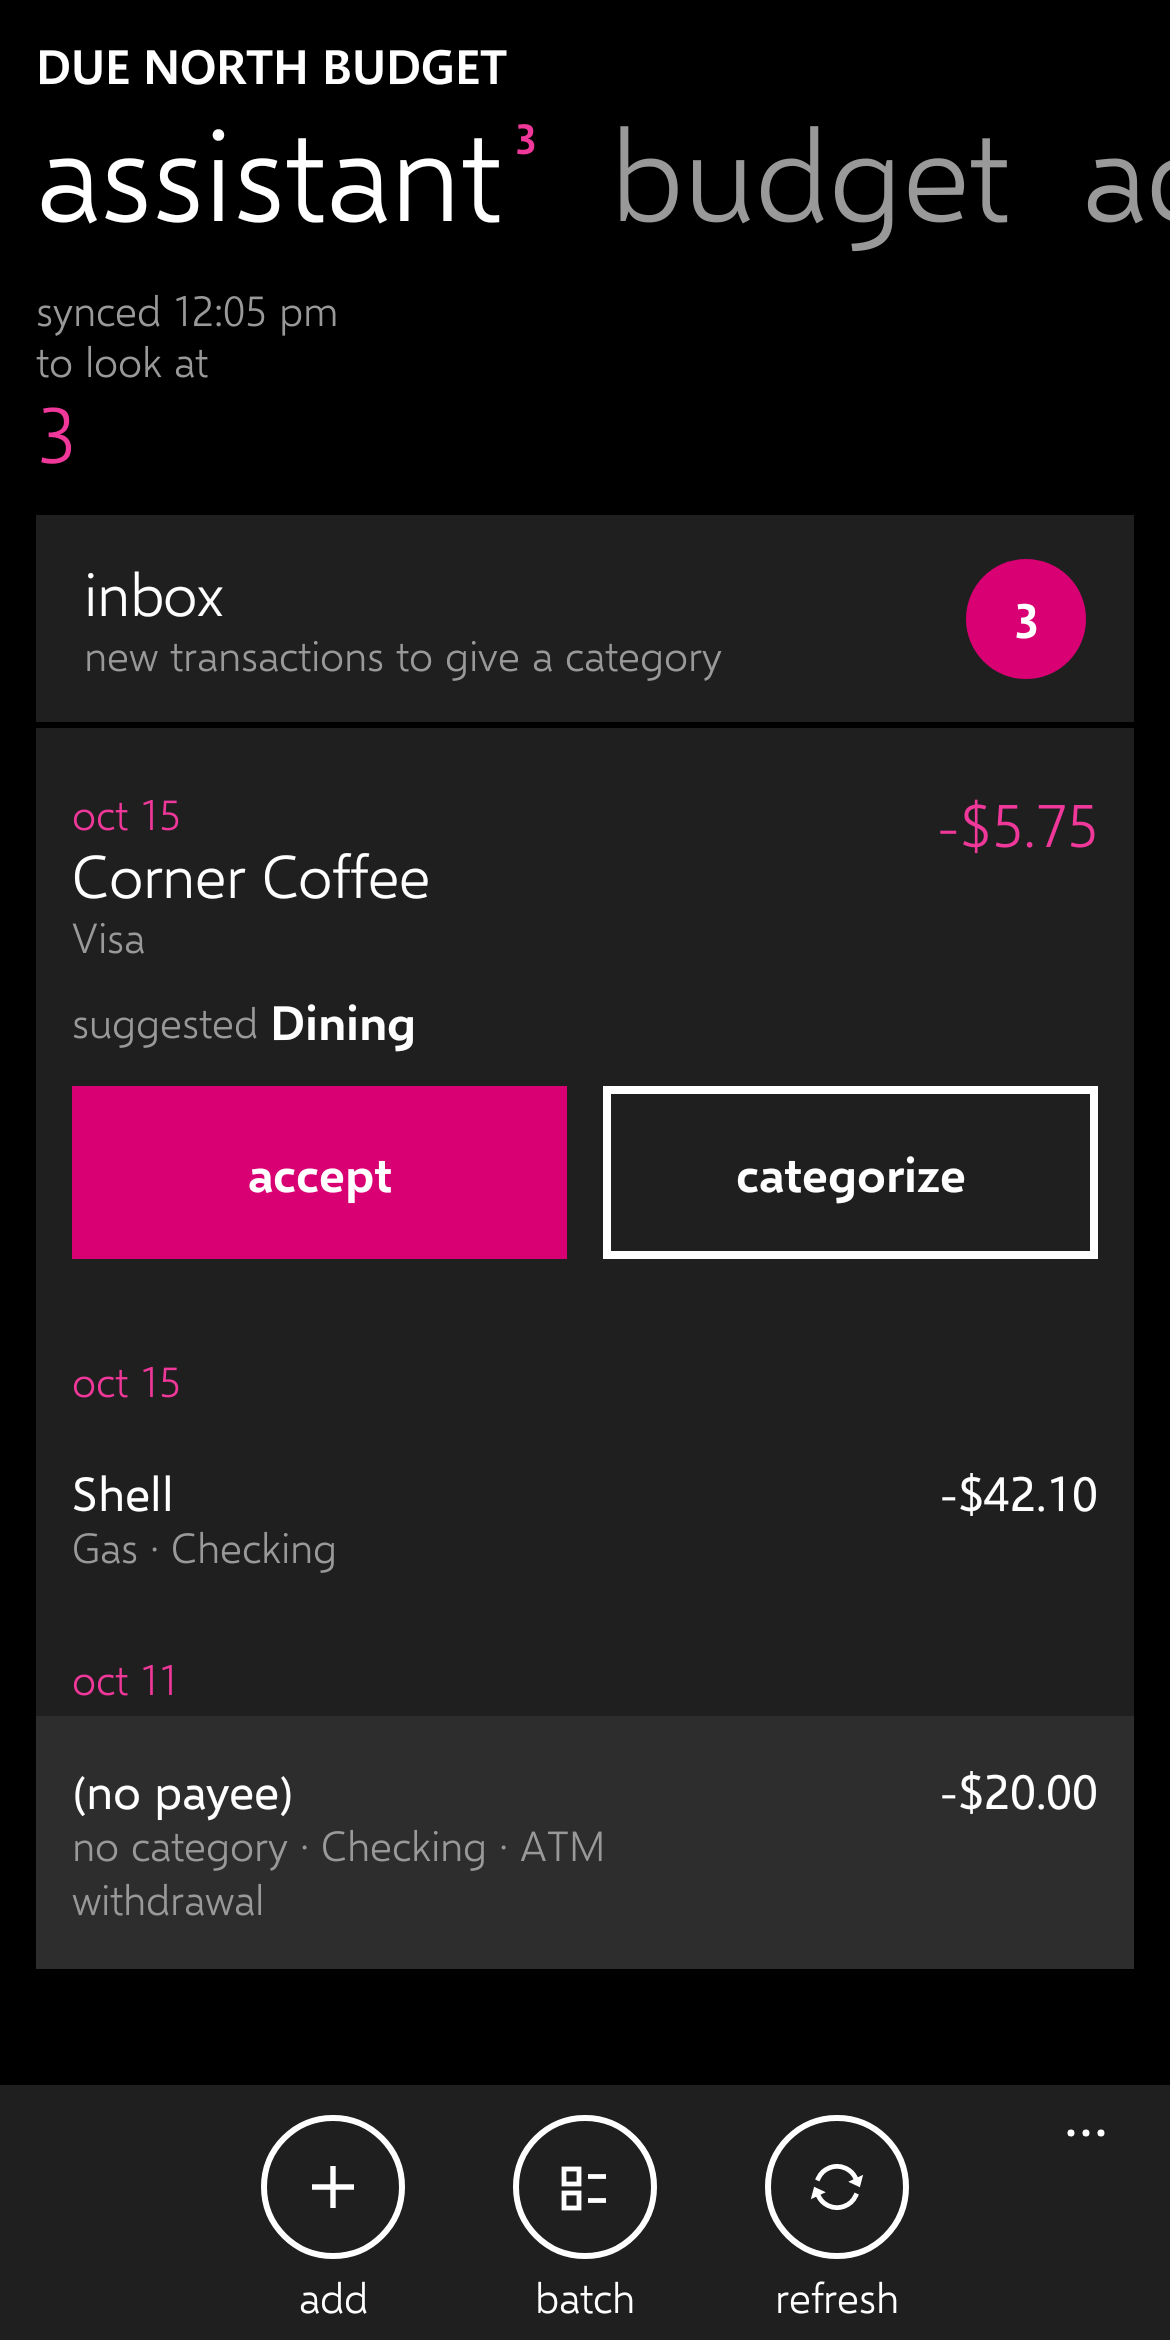 DUE NORTH BUDGET
assistant 3 budget ac
synced 12:05 pm
to look at
3
inbox
new transactions to give a category
3
oct 15
-$5.75
Corner Coffee
Visa
suggested Dining
accept
categorize
oct 15
Shell
-$42.10
Gas · Checking
oct 11
(no payee)
-$20.00
no category · Checking · ATM
withdrawal
...
add
batch
refresh